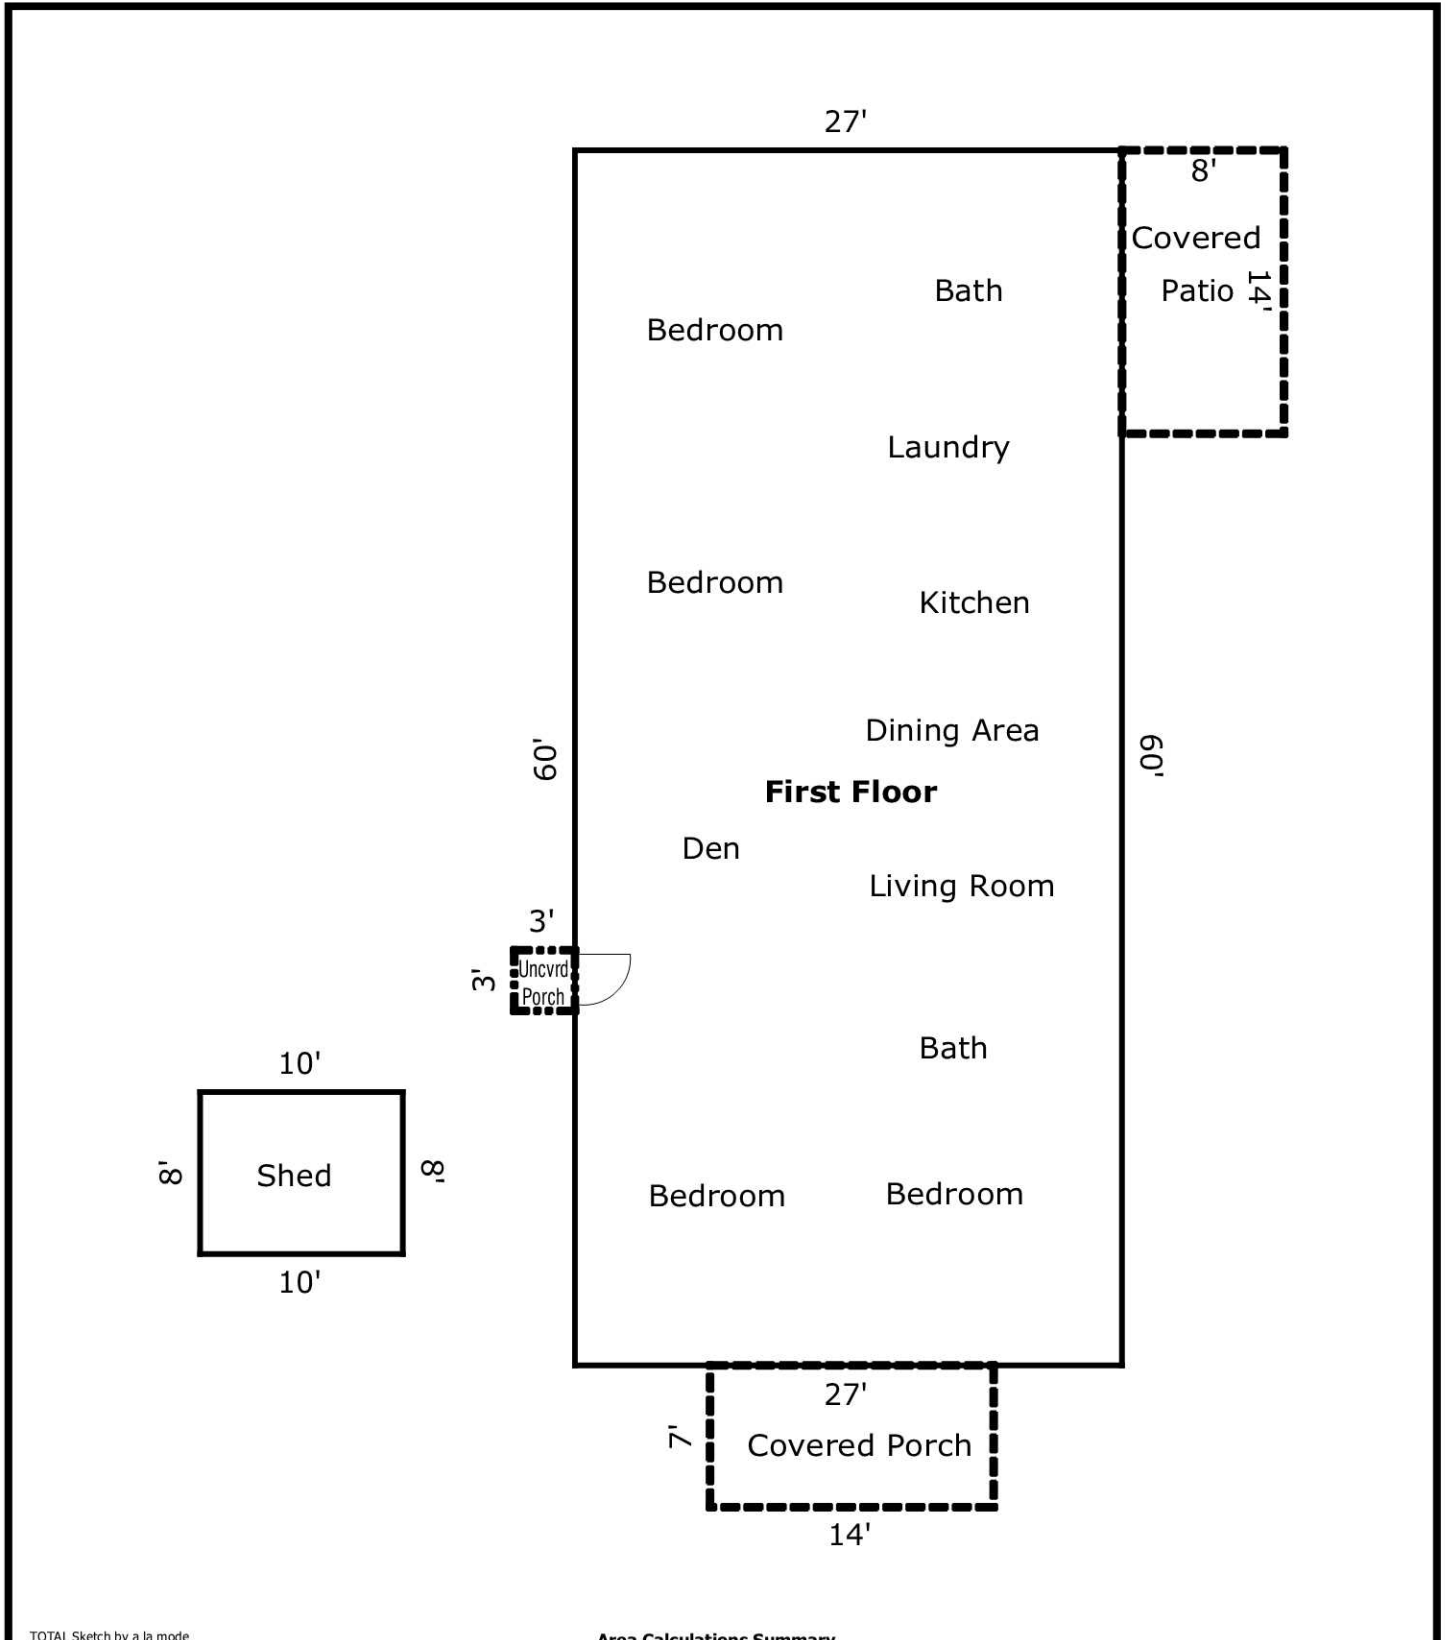 27'
8'
Covered
Patio
14'
Bath
Bedroom
Laundry
Bedroom
Kitchen
Dining Area
60'
60'
First Floor
Den
Living Room
3'
3'
Uncvrd
Porch
Bath
10'
8'
Shed
8'
10'
Bedroom
Bedroom
27'
7'
Covered Porch
14'
TOTAL Sketch by a la mode
Area Calculations Summary